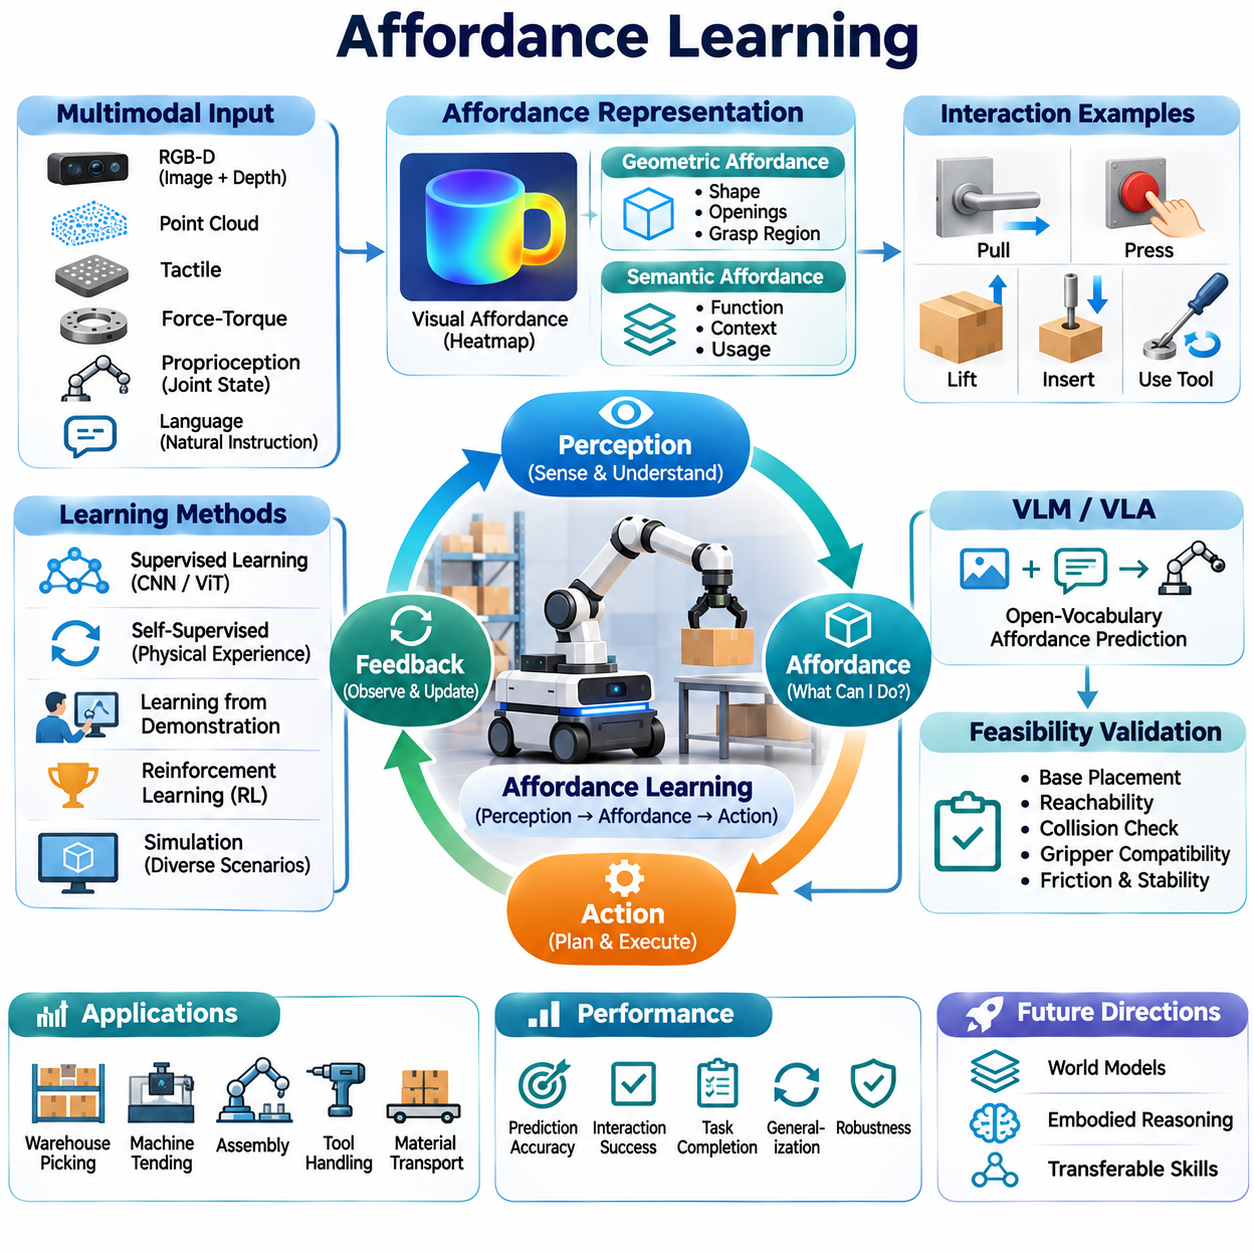 Affordance Learning
Multimodal Input
RGB-D
(Image + Depth)
Point Cloud
Tactile
Force-Torque
Proprioception
(Joint State)
Language
(Natural Instruction)
Affordance Representation
Visual Affordance
(Heatmap)
Geometric Affordance
• Shape
• Openings
• Grasp Region
Semantic Affordance
• Function
• Context
• Usage
Interaction Examples
Pull
Press
Lift
Insert
Use Tool
Learning Methods
Supervised Learning
(CNN / ViT)
Self-Supervised
(Physical Experience)
Learning from
Demonstration
Reinforcement
Learning (RL)
Simulation
(Diverse Scenarios)
Perception
(Sense & Understand)
Feedback
(Observe & Update)
Affordance
(What Can I Do?)
Affordance Learning
(Perception → Affordance → Action)
Action
(Plan & Execute)
VLM / VLA
+ →
Open-Vocabulary
Affordance Prediction
Feasibility Validation
• Base Placement
• Reachability
• Collision Check
• Gripper Compatibility
• Friction & Stability
Applications
Warehouse
Picking
Machine
Tending
Assembly
Tool
Handling
Material
Transport
Performance
Prediction
Accuracy
Interaction
Success
Task
Completion
General-
ization
Robustness
Future Directions
World Models
Embodied Reasoning
Transferable Skills